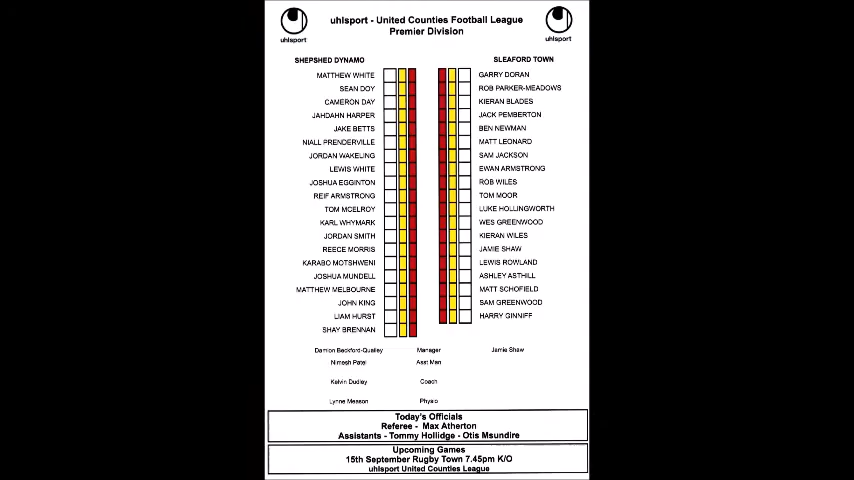 uhlsport - United Counties Football League
Premier Division
uhlsport
uhlsport
SHEPSHED DYNAMO
SLEAFORD TOWN
MATTHEW WHITE
GARRY DORAN
SEAN DOY
ROB PARKER-MEADOWS
CAMERON DAY
KIERAN BLADES
JAHDAHN HARPER
JACK PEMBERTON
JAKE BETTS
BEN NEWMAN
NIALL PRENDERVILLE
MATT LEONARD
JORDAN WAKELING
SAM JACKSON
LEWIS WHITE
EWAN ARMSTRONG
JOSHUA EGGINTON
ROB WILES
REIF ARMSTRONG
TOM MOOR
TOM MCELROY
LUKE HOLLINGWORTH
KARL WHYMARK
WES GREENWOOD
JORDAN SMITH
KIERAN WILES
REECE MORRIS
JAMIE SHAW
KARABO MOTSHWENI
LEWIS ROWLAND
JOSHUA MUNDELL
ASHLEY ASTHILL
MATTHEW MELBOURNE
MATT SCHOFIELD
JOHN KING
SAM GREENWOOD
LIAM HURST
HARRY GINNIFF
SHAY BRENNAN
Damion Beckford-Quailey Manager Jamie Shaw
Nimesh Patel Asst Man
Kelvin Dudley Coach
Lynne Meason Physio
Today's Officials
Referee - Max Atherton
Assistants - Tommy Hollidge - Otis Msundire
Upcoming Games
15th September Rugby Town 7.45pm K/O
uhlsport United Counties League